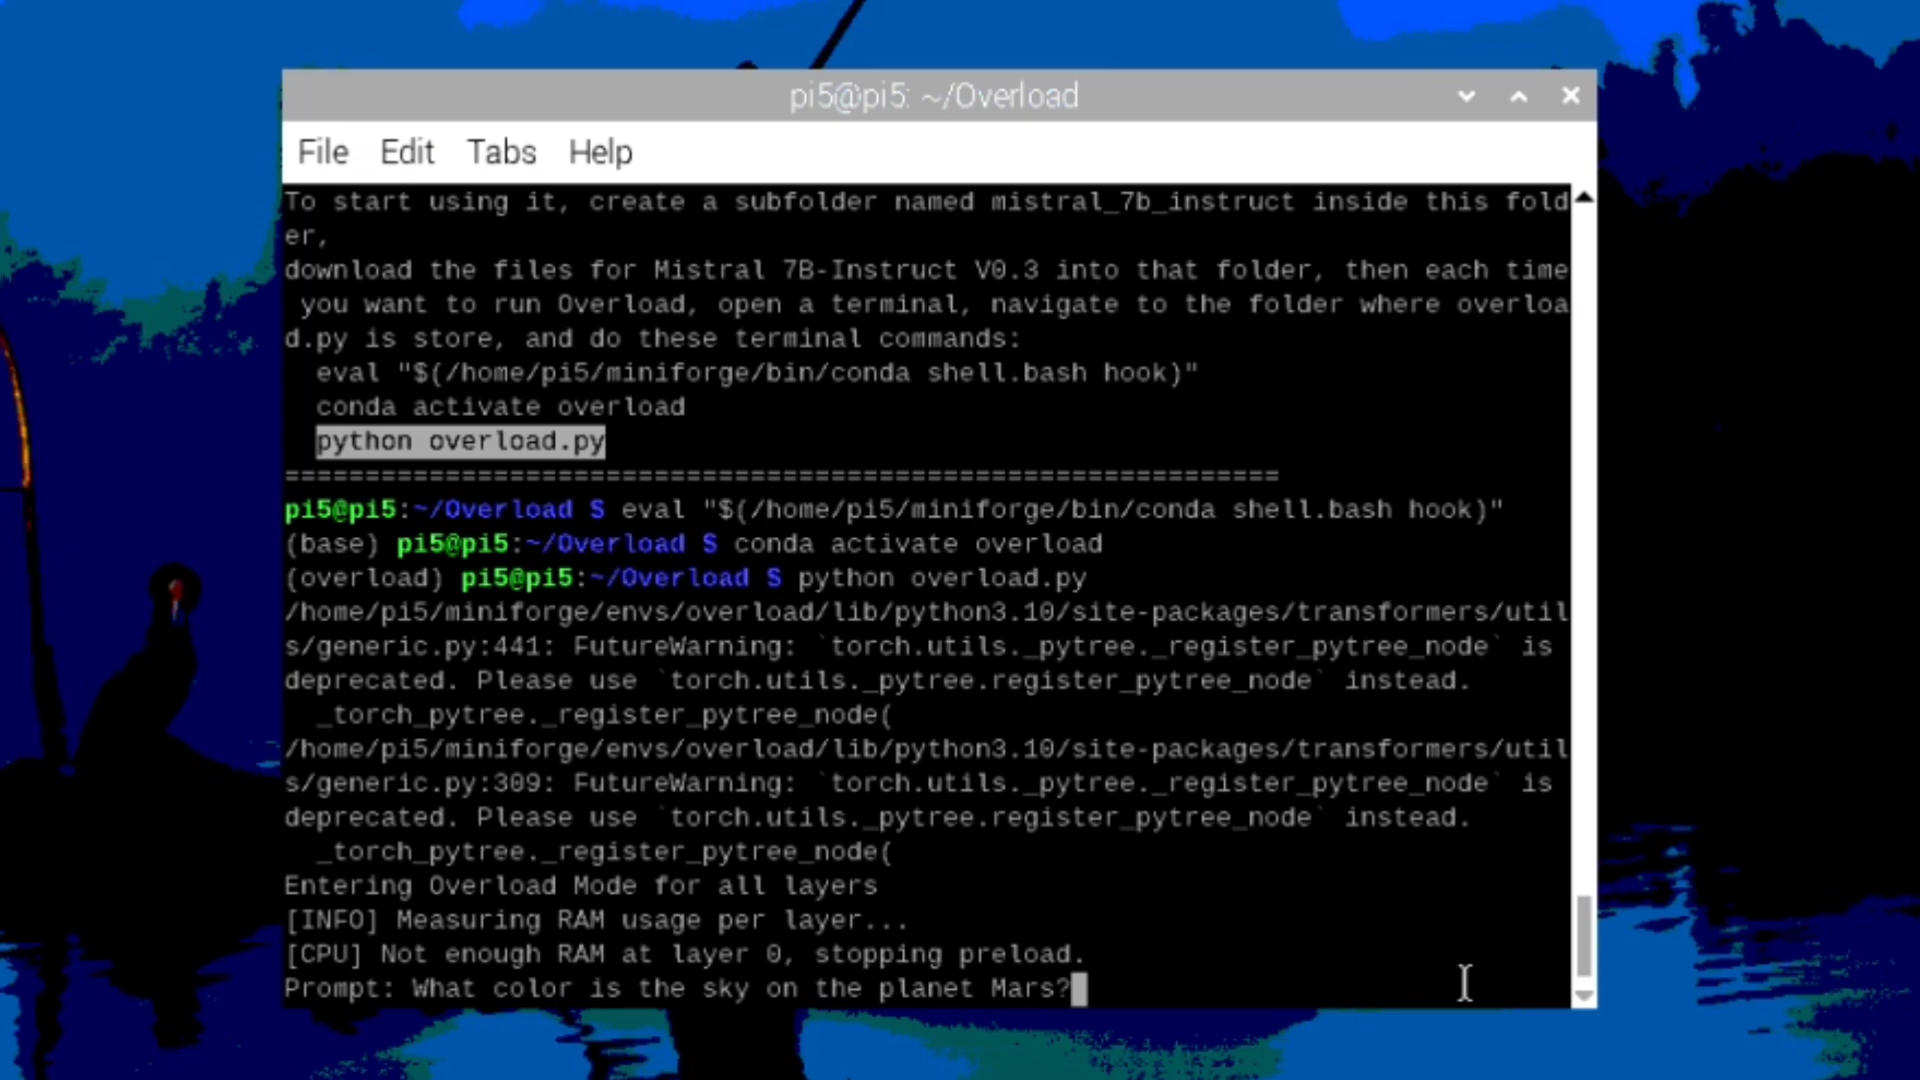 pi5@pi5: ~/Overload
File Edit Tabs Help
To start using it, create a subfolder named mistral_7b_instruct inside this fold
er,
download the files for Mistral 7B-Instruct V0.3 into that folder, then each time
 you want to run Overload, open a terminal, navigate to the folder where overloa
d.py is store, and do these terminal commands:
  eval "$(/home/pi5/miniforge/bin/conda shell.bash hook)"
  conda activate overload
  python overload.py
==============================================================
pi5@pi5:~/Overload $ eval "$(/home/pi5/miniforge/bin/conda shell.bash hook)"
(base) pi5@pi5:~/Overload $ conda activate overload
(overload) pi5@pi5:~/Overload $ python overload.py
/home/pi5/miniforge/envs/overload/lib/python3.10/site-packages/transformers/util
s/generic.py:441: FutureWarning: `torch.utils._pytree._register_pytree_node` is
deprecated. Please use `torch.utils._pytree.register_pytree_node` instead.
  _torch_pytree._register_pytree_node(
/home/pi5/miniforge/envs/overload/lib/python3.10/site-packages/transformers/util
s/generic.py:309: FutureWarning: `torch.utils._pytree._register_pytree_node` is
deprecated. Please use `torch.utils._pytree.register_pytree_node` instead.
  _torch_pytree._register_pytree_node(
Entering Overload Mode for all layers
[INFO] Measuring RAM usage per layer...
[CPU] Not enough RAM at layer 0, stopping preload.
Prompt: What color is the sky on the planet Mars?